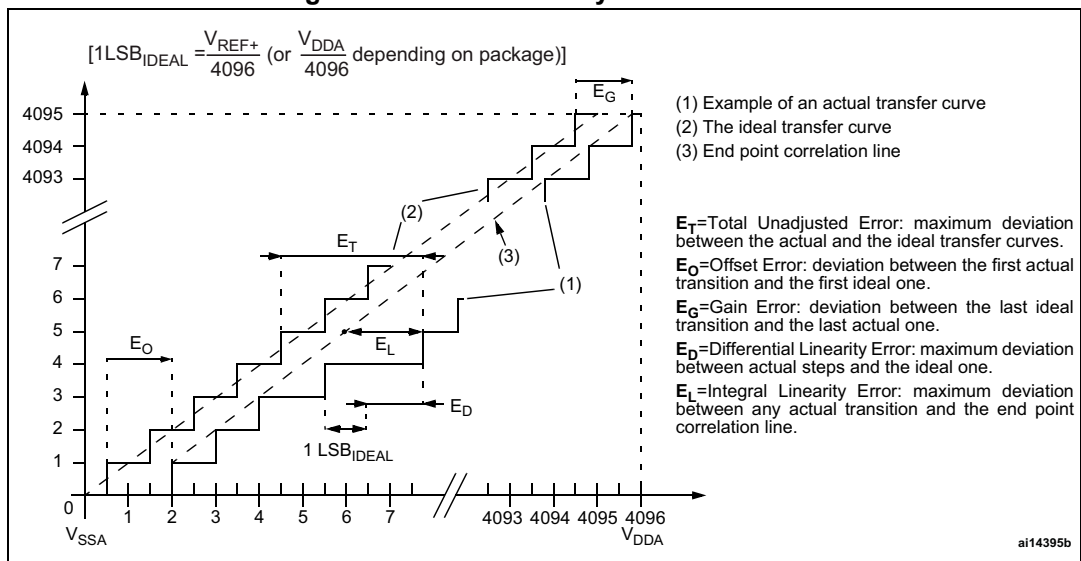 [1LSB_IDEAL = V_REF+ / 4096 (or V_DDA / 4096 depending on package)]
E_G
(1) Example of an actual transfer curve
(2) The ideal transfer curve
(3) End point correlation line
4095
4094
4093
(2)
E_T
(3)
(1)
7
6
5
4
3
2
1
0
E_O
E_L
E_D
1 LSB_IDEAL
E_T=Total Unadjusted Error: maximum deviation
between the actual and the ideal transfer curves.
E_O=Offset Error: deviation between the first actual
transition and the first ideal one.
E_G=Gain Error: deviation between the last ideal
transition and the last actual one.
E_D=Differential Linearity Error: maximum deviation
between actual steps and the ideal one.
E_L=Integral Linearity Error: maximum deviation
between any actual transition and the end point
correlation line.
1 2 3 4 5 6 7 4093 4094 4095 4096
V_SSA
V_DDA
ai14395b